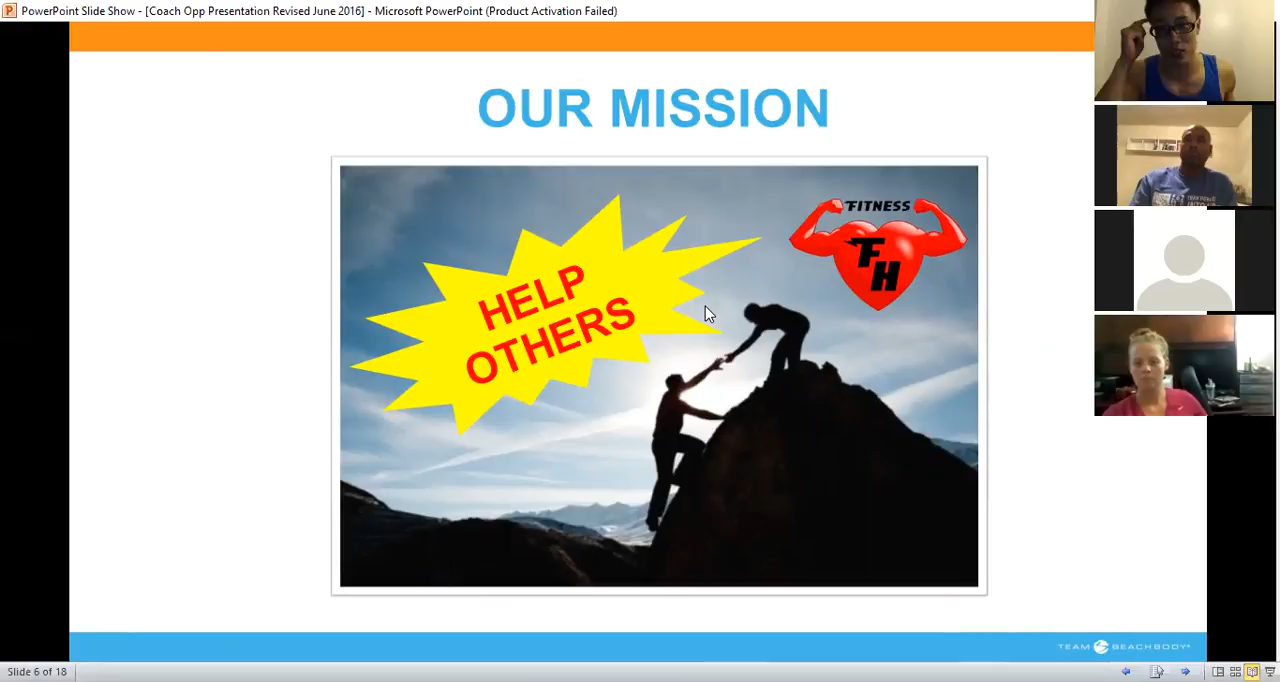 PowerPoint Slide Show - [Coach Opp Presentation Revised June 2016] - Microsoft PowerPoint (Product Activation Failed)
OUR MISSION
FITNESS
FH
HELP
OTHERS
TEAM BEACHBODY
Slide 6 of 18